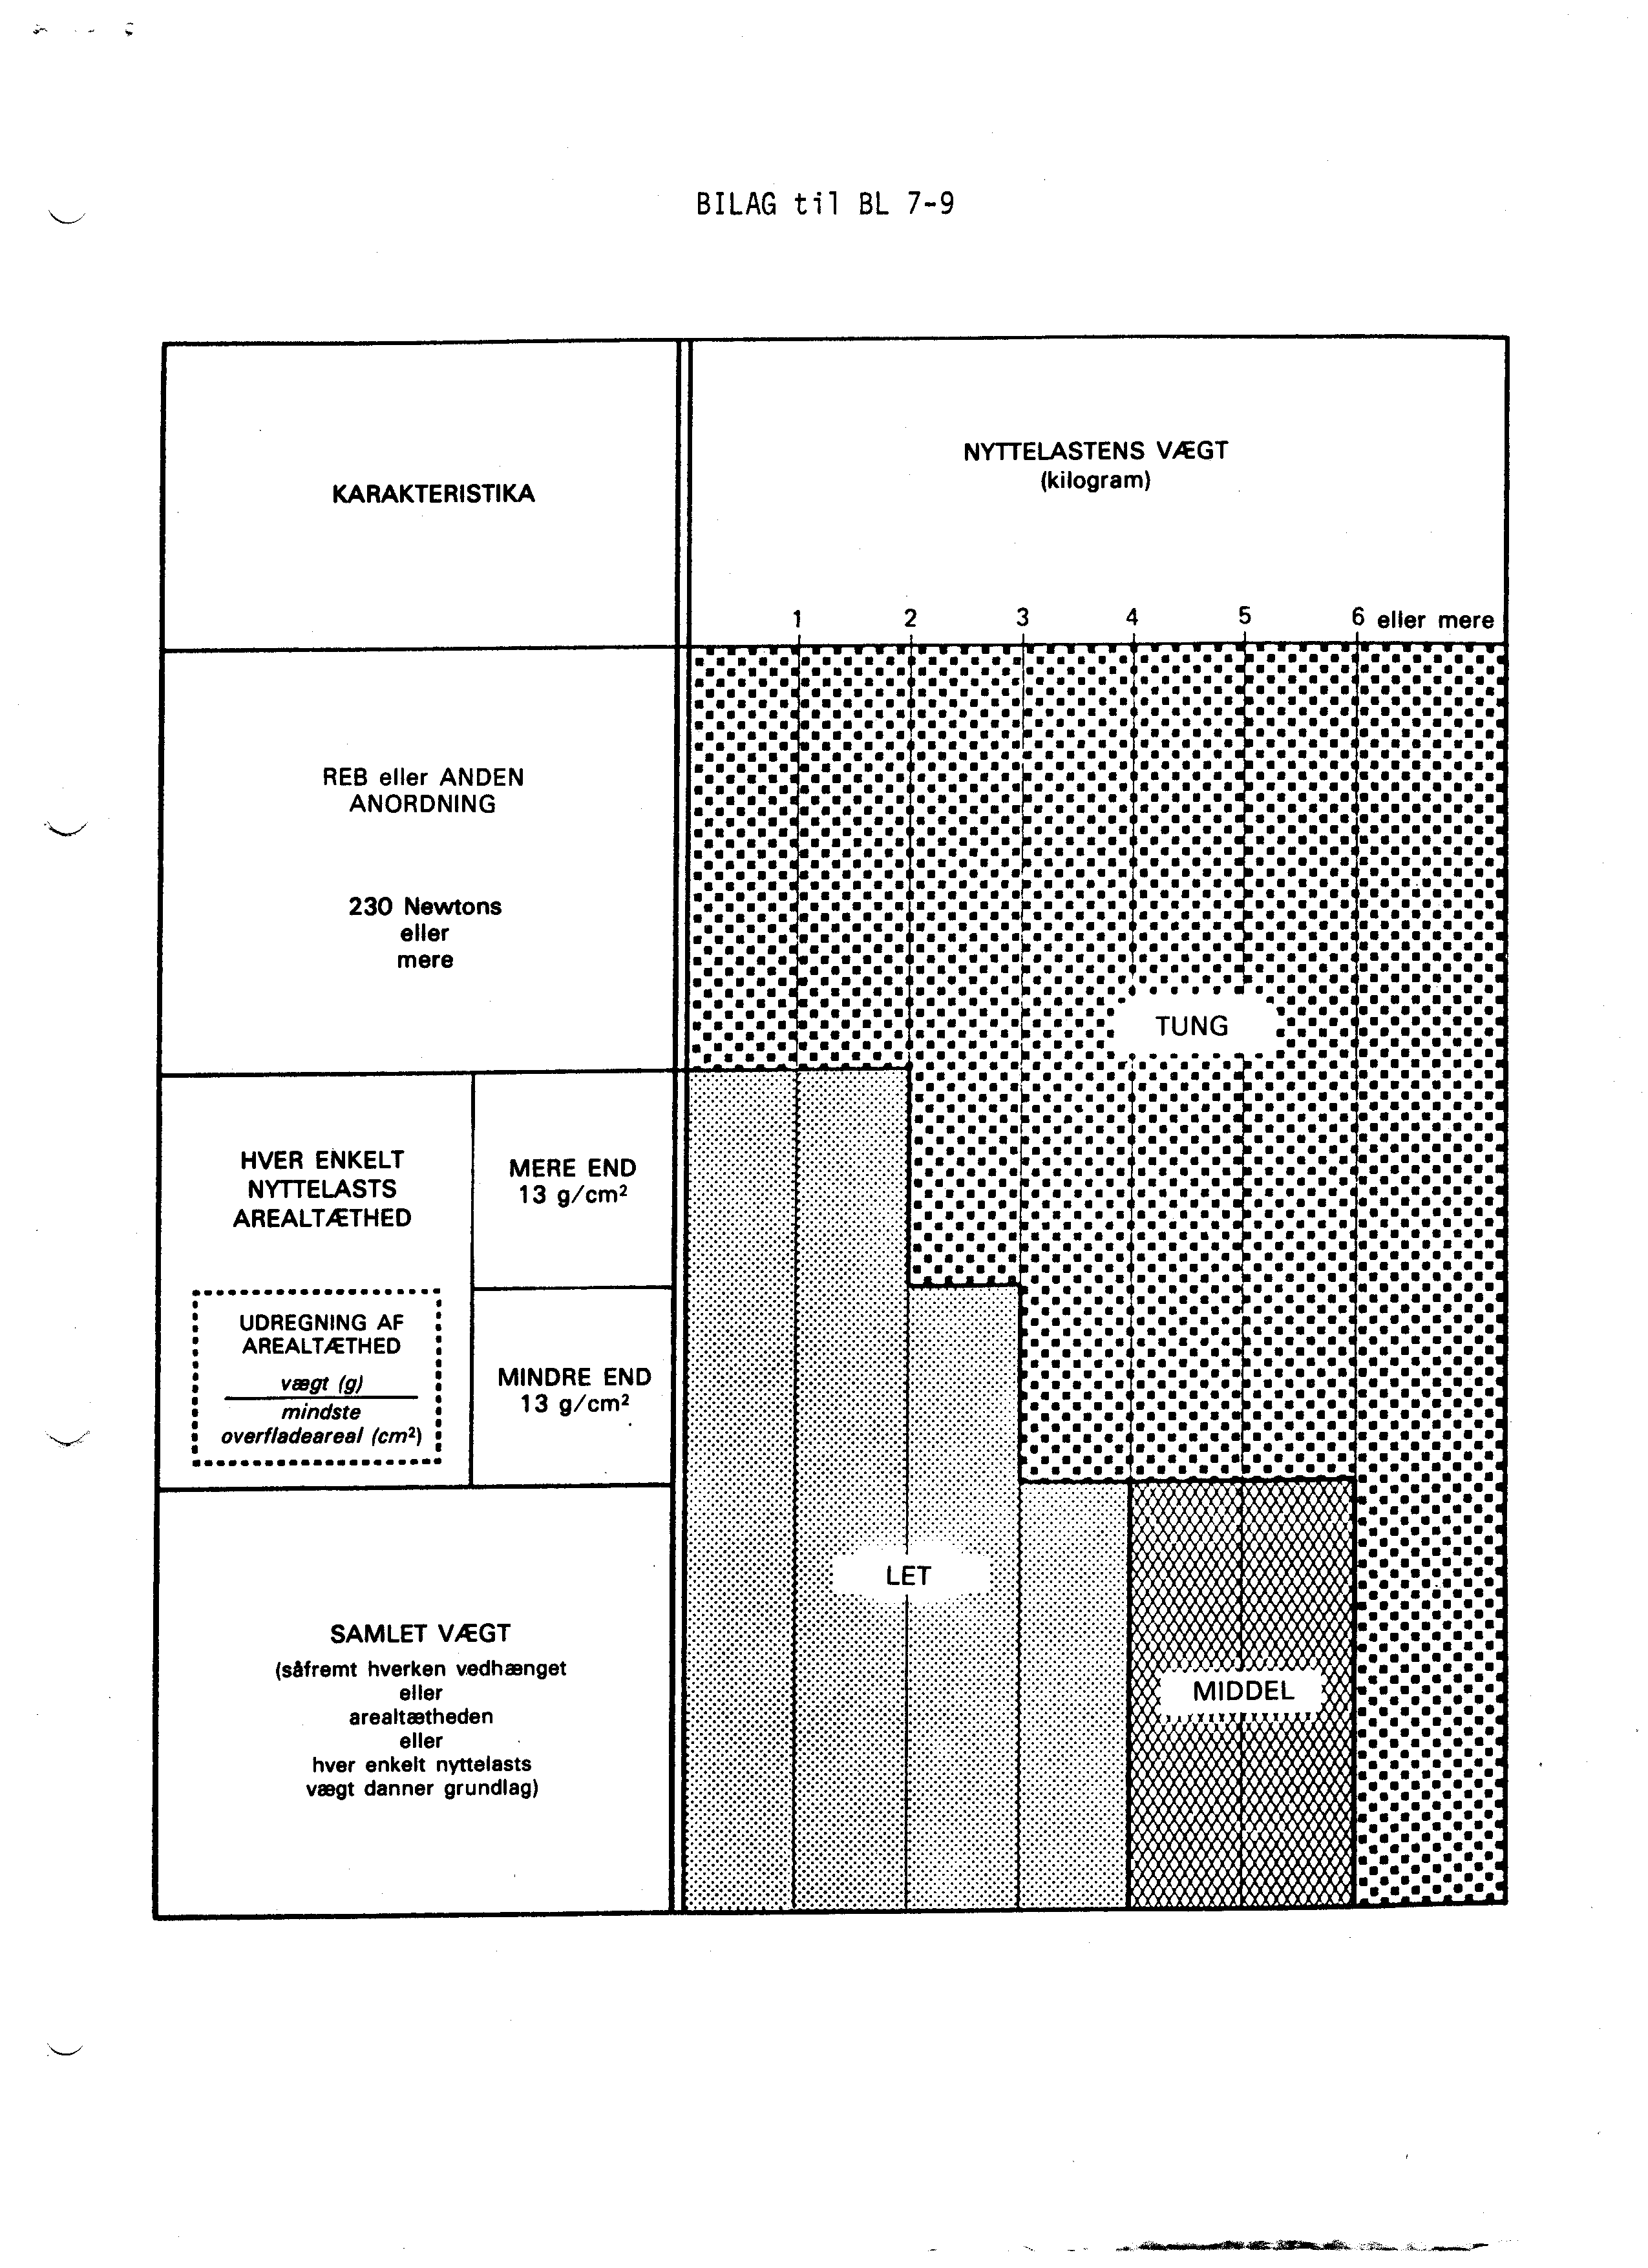 BILAG til BL 7-9
KARAKTERISTIKA
NYTTELASTENS VÆGT
(kilogram)
1 2 3 4 5 6 eller mere
REB eller ANDEN
ANORDNING
230 Newtons
eller
mere
TUNG
HVER ENKELT
NYTTELASTS
AREALTÆTHED
MERE END
13 g/cm²
UDREGNING AF
AREALTÆTHED
vægt (g)
mindste
overfladeareal (cm²)
MINDRE END
13 g/cm²
LET
SAMLET VÆGT
(såfremt hverken vedhænget
eller
arealtætheden
eller
hver enkelt nyttelasts
vægt danner grundlag)
MIDDEL